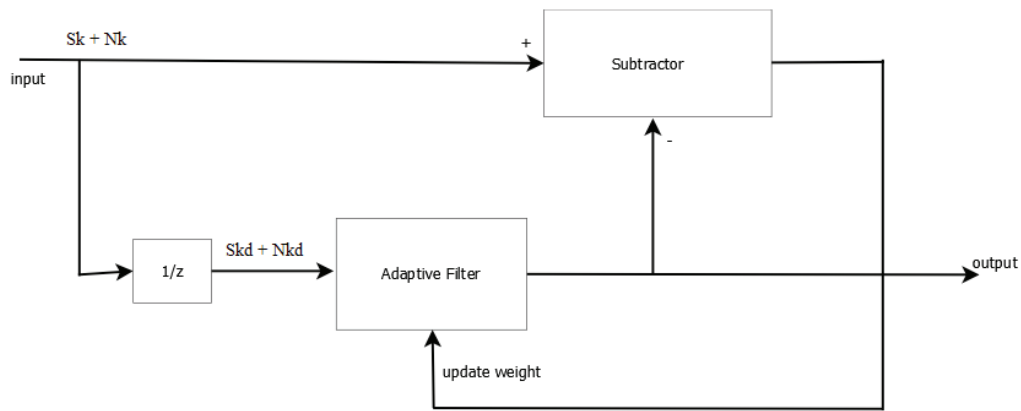 Sk + Nk
input
+
Subtractor
-
1/z
Skd + Nkd
Adaptive Filter
output
update weight